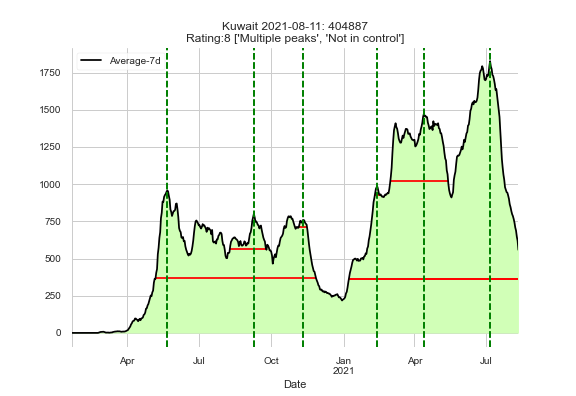 Kuwait 2021-08-11: 404887
Rating:8 ['Multiple peaks', 'Not in control']
Average-7d
1750
1500
1250
1000
750
500
250
0
Apr Jul Oct Jan Apr Jul
2021
Date